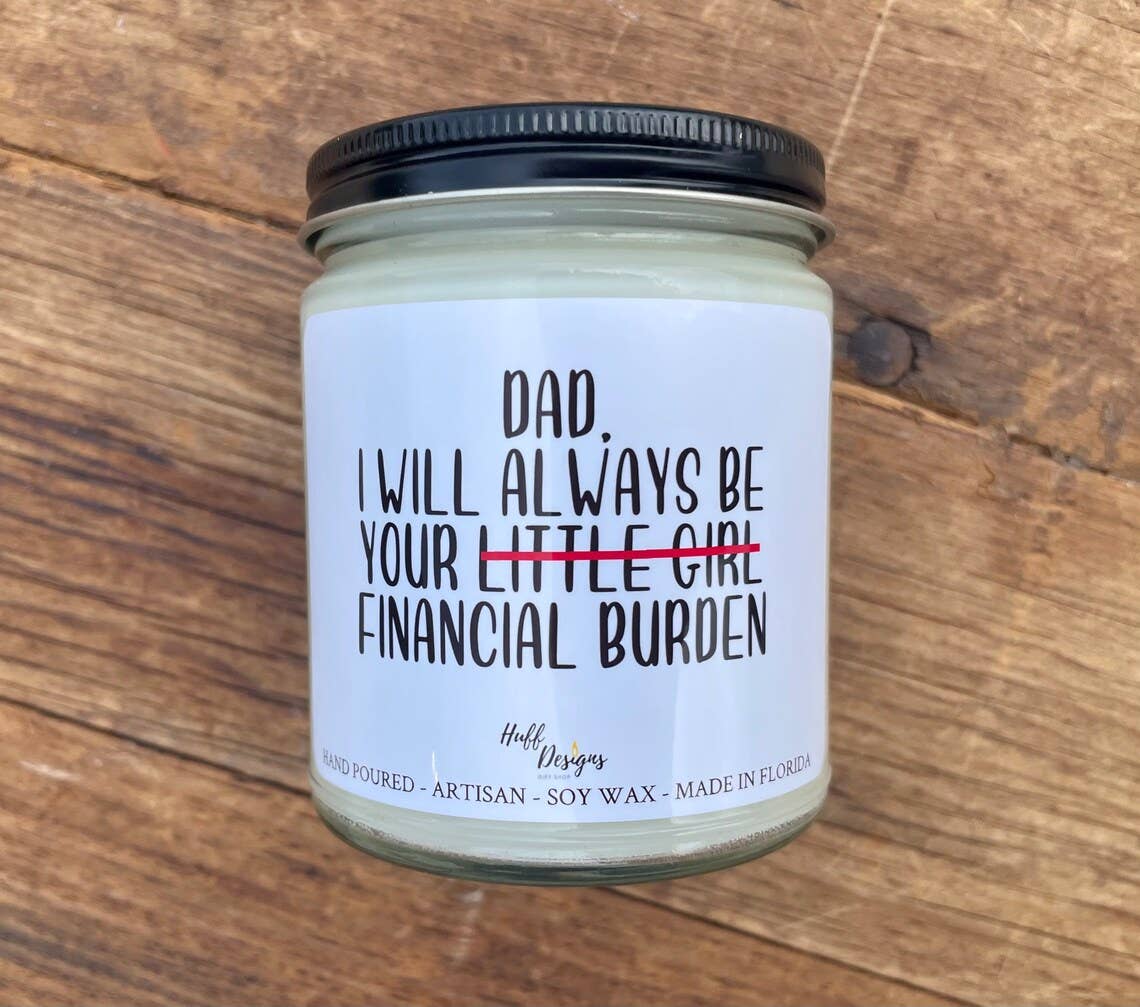 DAD,
I WILL ALWAYS BE
YOUR LITTLE GIRL
FINANCIAL BURDEN
Huff
Designs
GIFT SHOP
HAND POURED - ARTISAN - SOY WAX - MADE IN FLORIDA